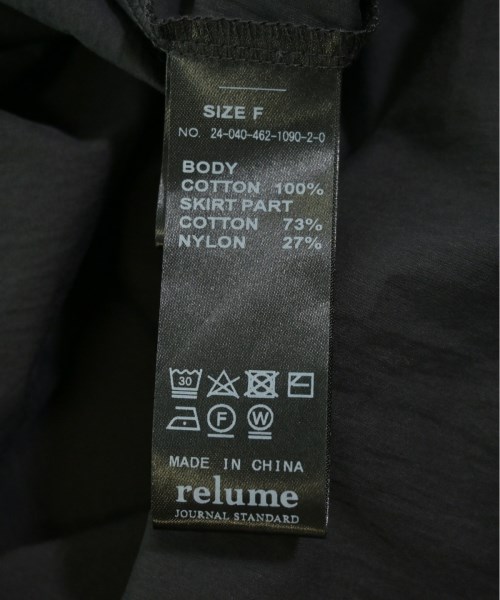 SIZE F
NO. 24-040-462-1090-2-0
BODY
COTTON 100%
SKIRT PART
COTTON 73%
NYLON 27%
30
F W
MADE IN CHINA
relume
JOURNAL STANDARD